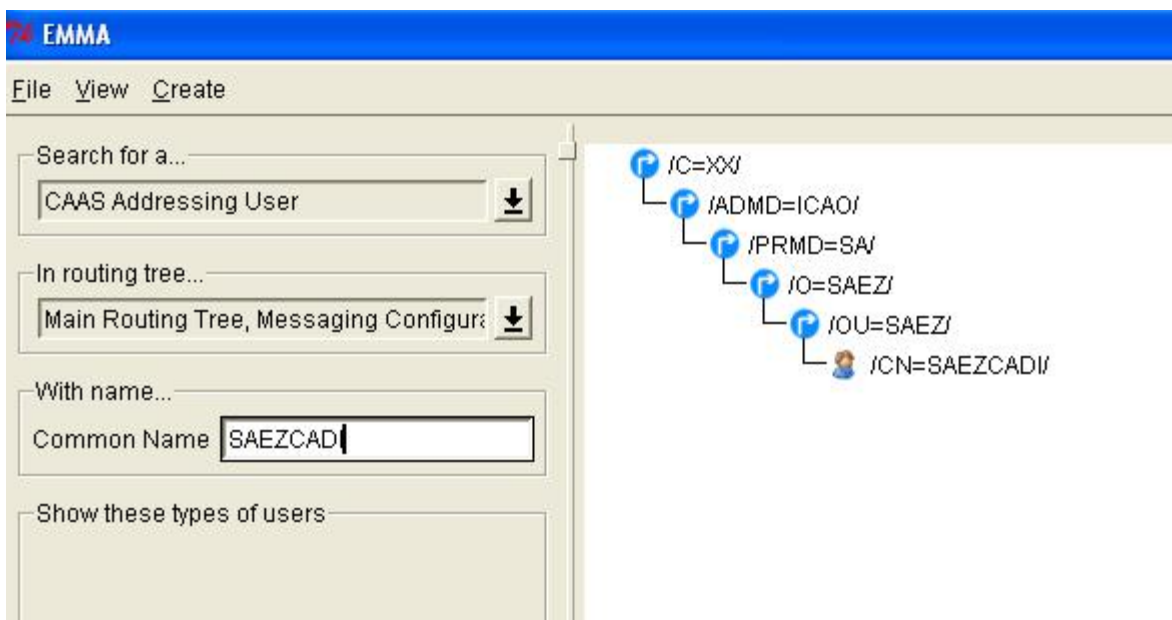 EMMA
File View Create
Search for a...
CAAS Addressing User
In routing tree...
Main Routing Tree, Messaging Configura
With name...
Common Name SAEZCADI
Show these types of users
/C=XX/
/ADMD=ICAO/
/PRMD=SA/
/O=SAEZ/
/OU=SAEZ/
/CN=SAEZCADI/